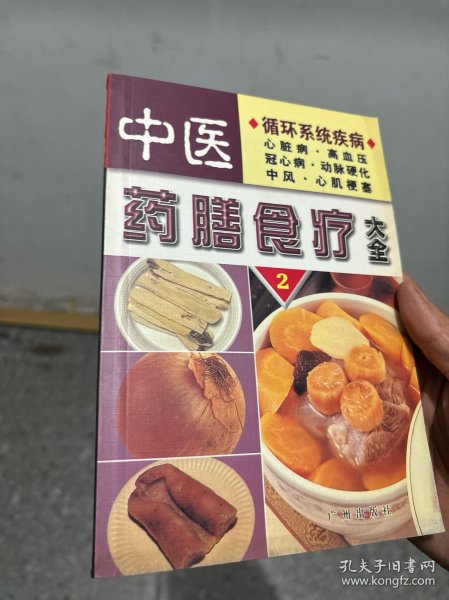 中医
循环系统疾病
心脏病·高血压
冠心病·动脉硬化
中风·心肌梗塞
药膳食疗大全
2
广州出版社
孔夫子旧书网
www.kongfz.com